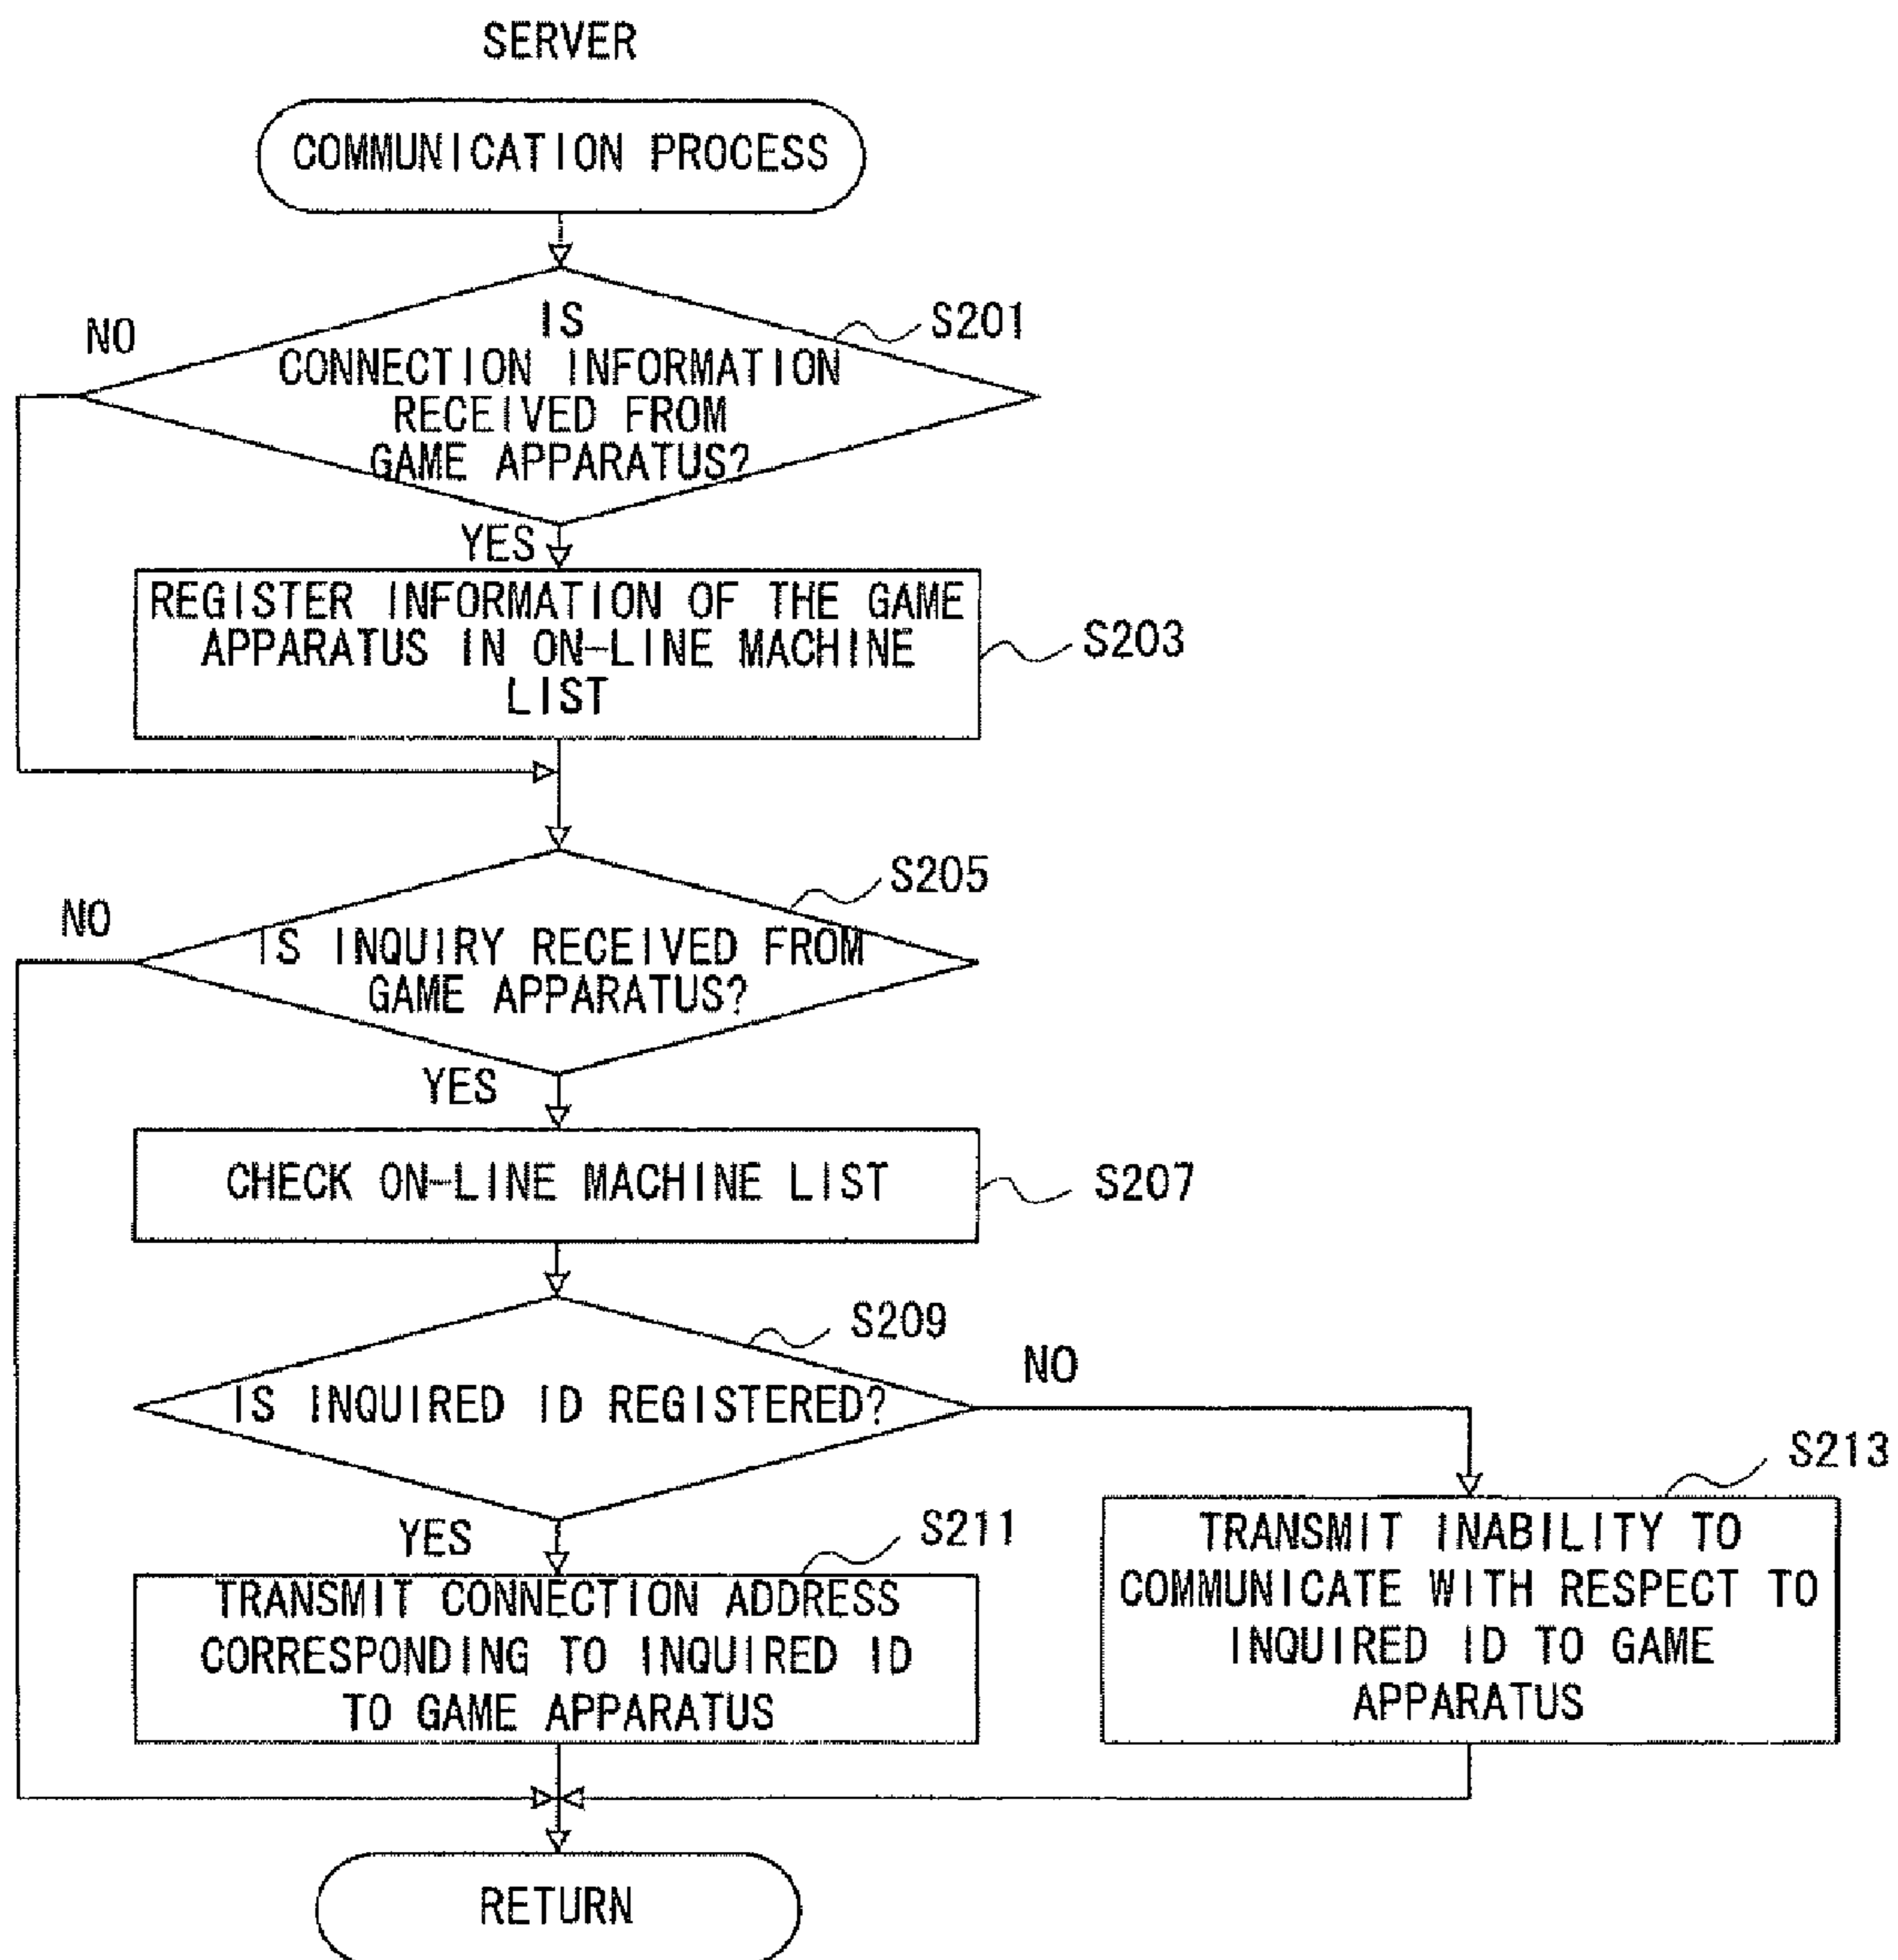 SERVER
COMMUNICATION PROCESS
NO
IS
CONNECTION INFORMATION
RECEIVED FROM
GAME APPARATUS?
S201
YES
REGISTER INFORMATION OF THE GAME
APPARATUS IN ON-LINE MACHINE
LIST
S203
S205
NO
IS INQUIRY RECEIVED FROM
GAME APPARATUS?
YES
CHECK ON-LINE MACHINE LIST
S207
S209
NO
IS INQUIRED ID REGISTERED?
YES
S211
TRANSMIT CONNECTION ADDRESS
CORRESPONDING TO INQUIRED ID
TO GAME APPARATUS
S213
TRANSMIT INABILITY TO
COMMUNICATE WITH RESPECT TO
INQUIRED ID TO GAME
APPARATUS
RETURN